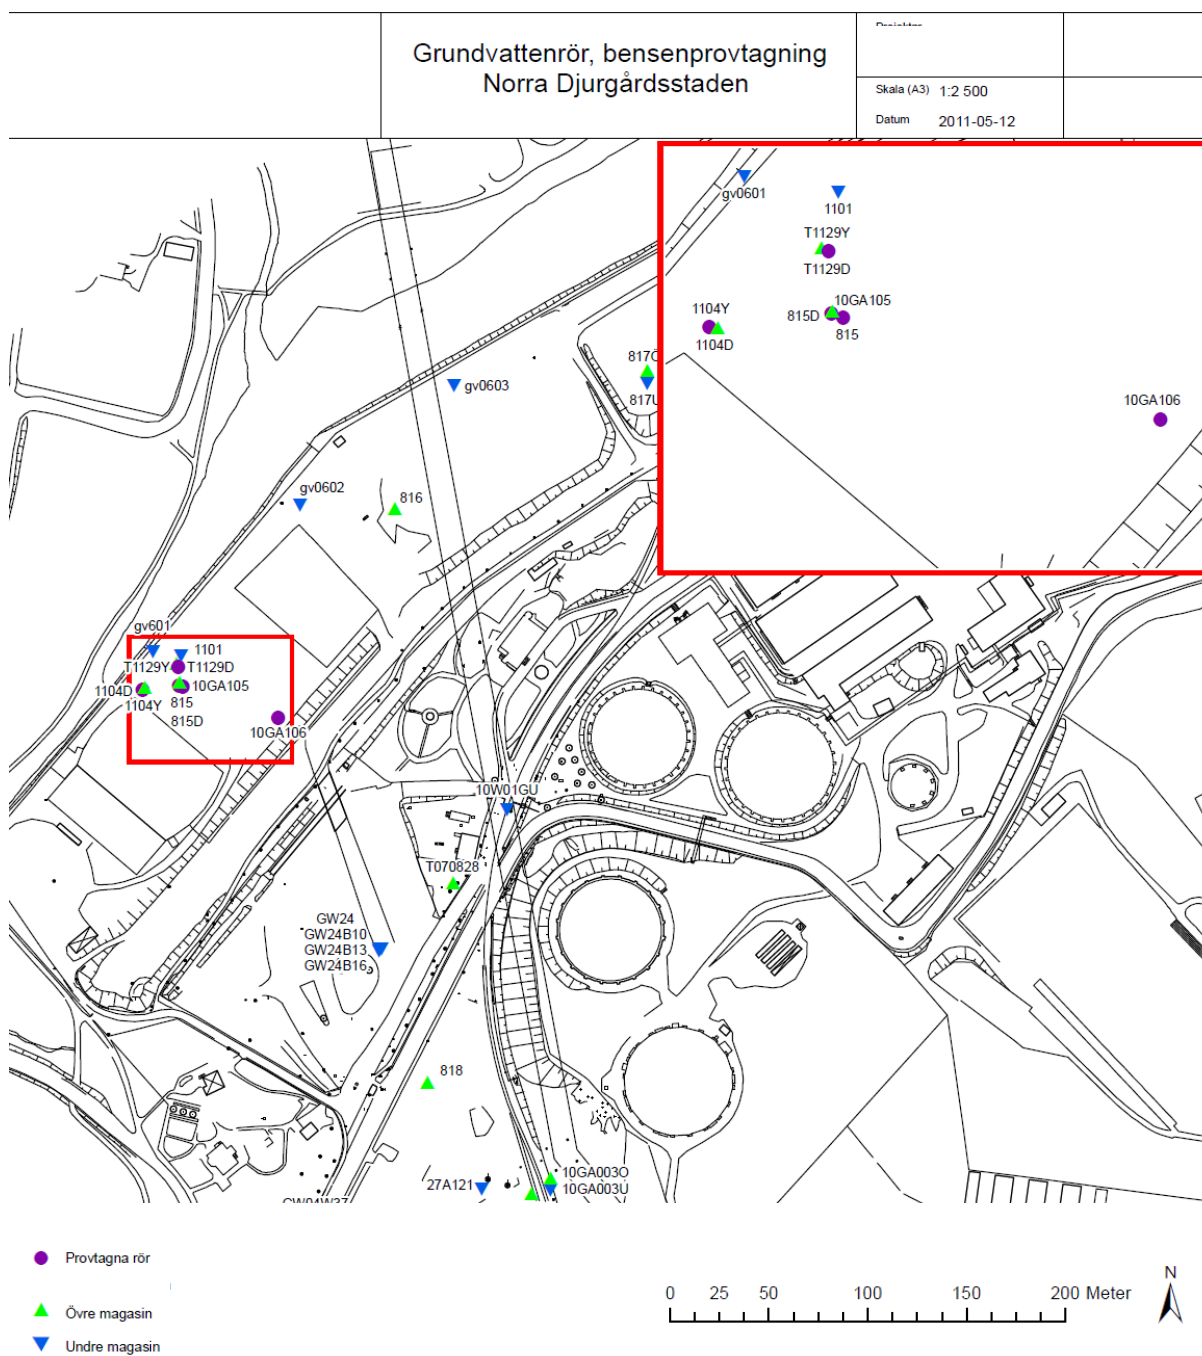 Grundvattenrör, bensenprovtagning
Norra Djurgårdsstaden
Skala (A3) 1:2 500
Datum 2011-05-12
gv0601
1101
T1129Y
T1129D
10GA105
815D
815
1104Y
1104D
10GA106
817Ö
817U
gv0603
gv0602
816
gv601
1101
T1129Y
T1129D
1104D
10GA105
1104Y
815
815D
10GA106
10W01GU
T070828
GW24
GW24B10
GW24B13
GW24B16
818
27A121
10GA003O
10GA003U
Provtagna rör
Övre magasin
Undre magasin
0 25 50 100 150 200 Meter
N